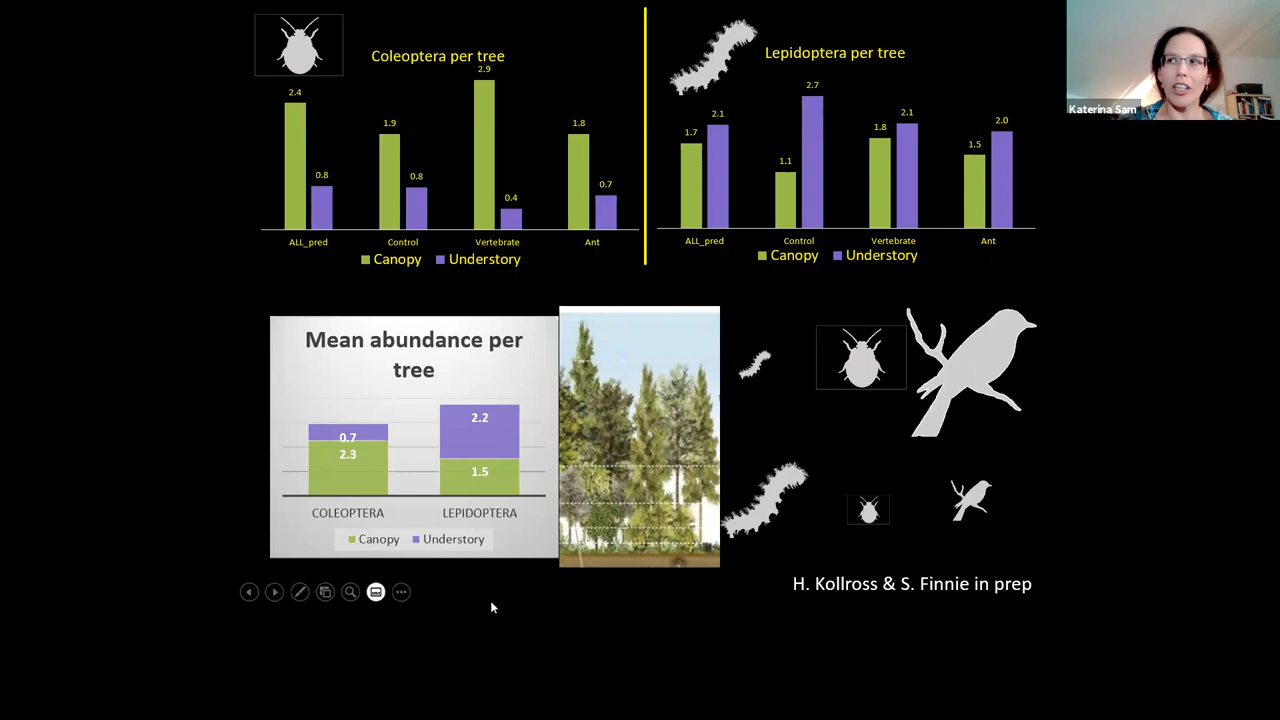 Coleoptera per tree
2.4 0.8 1.9 0.8 2.9 0.4 1.8 0.7
ALL_pred Control Vertebrate Ant
Canopy Understory
Lepidoptera per tree
1.7 2.1 1.1 2.7 1.8 2.1 1.5 2.0
ALL_pred Control Vertebrate Ant
Canopy Understory
Katerina Sam
Mean abundance per
tree
0.7 2.2
2.3 1.5
COLEOPTERA LEPIDOPTERA
Canopy Understory
H. Kollross & S. Finnie in prep